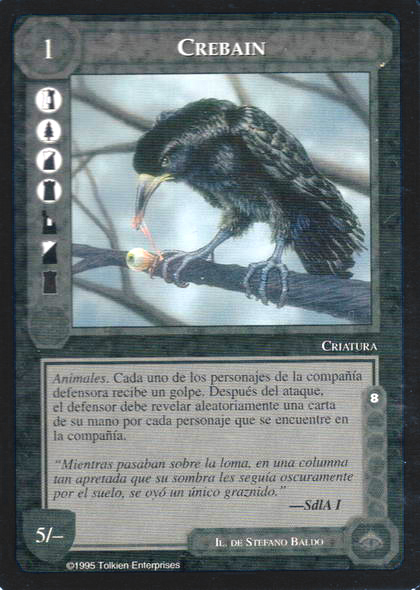 1
CREBAIN
CRIATURA
Animales. Cada uno de los personajes de la compañía
defensora recibe un golpe. Después del ataque,
el defensor debe revelar aleatoriamente una carta
de su mano por cada personaje que se encuentre en
la compañía.
8
“Mientras pasaban sobre la loma, en una columna
tan apretada que su sombra les seguía oscuramente
por el suelo, se oyó un único graznido.”
—SdlA I
5/–
IL. DE STEFANO BALDO
©1995 Tolkien Enterprises